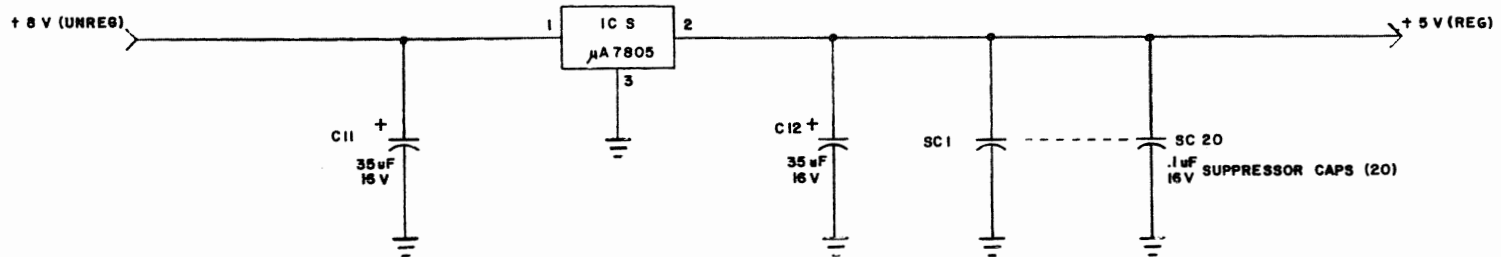 + 8 V (UNREG)
1
IC S
µA 7805
2
3
+ 5 V (REG)
C11
+
35 uF
16 V
C12 +
35 uF
16 V
SC 1
SC 20
.1 uF
16 V
SUPPRESSOR CAPS (20)